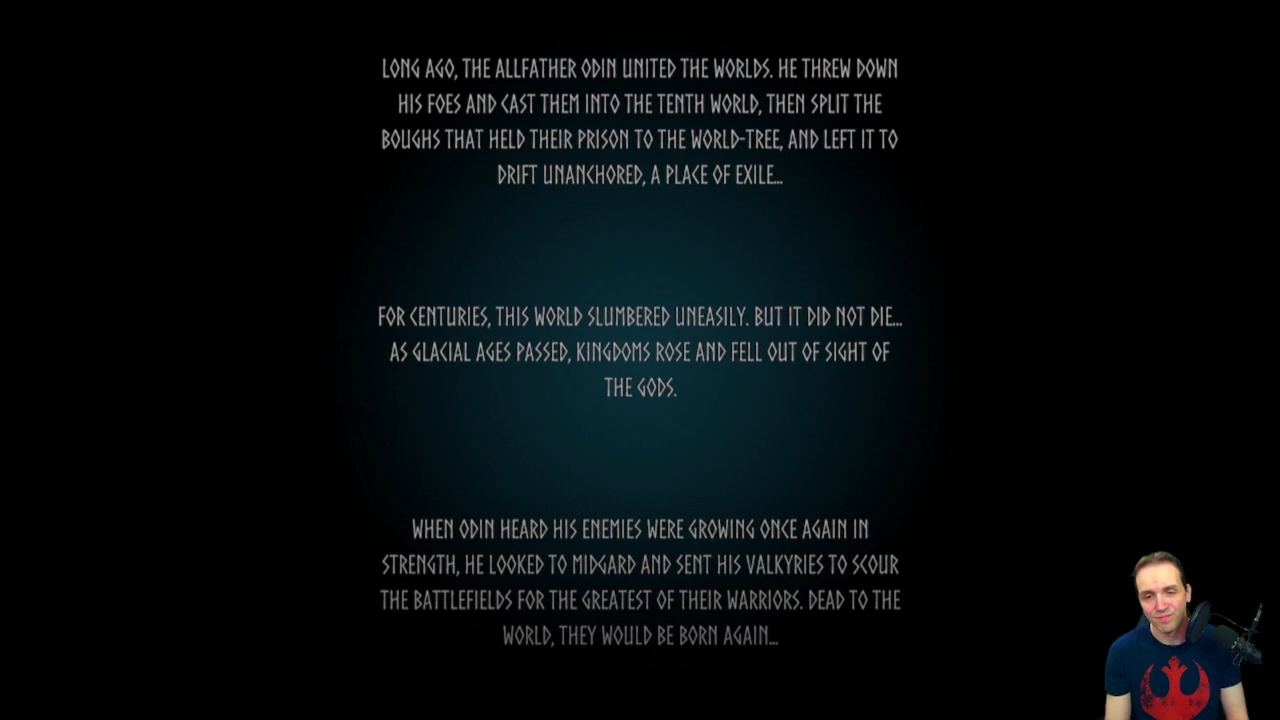 LONG AGO, THE ALLFATHER ODIN UNITED THE WORLDS. HE THREW DOWN
HIS FOES AND CAST THEM INTO THE TENTH WORLD, THEN SPLIT THE
BOUGHS THAT HELD THEIR PRISON TO THE WORLD-TREE, AND LEFT IT TO
DRIFT UNANCHORED, A PLACE OF EXILE...
FOR CENTURIES, THIS WORLD SLUMBERED UNEASILY. BUT IT DID NOT DIE...
AS GLACIAL AGES PASSED, KINGDOMS ROSE AND FELL OUT OF SIGHT OF
THE GODS.
WHEN ODIN HEARD HIS ENEMIES WERE GROWING ONCE AGAIN IN
STRENGTH, HE LOOKED TO MIDGARD AND SENT HIS VALKYRIES TO SCOUR
THE BATTLEFIELDS FOR THE GREATEST OF THEIR WARRIORS. DEAD TO THE
WORLD, THEY WOULD BE BORN AGAIN...